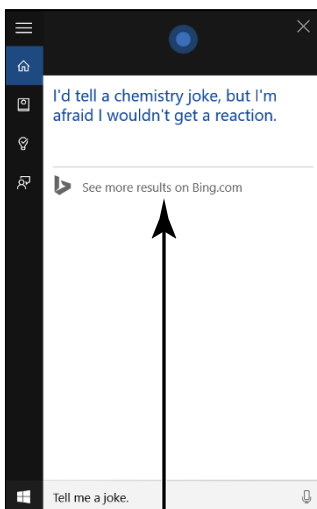 I'd tell a chemistry joke, but I'm
afraid I wouldn't get a reaction.
See more results on Bing.com
Tell me a joke.